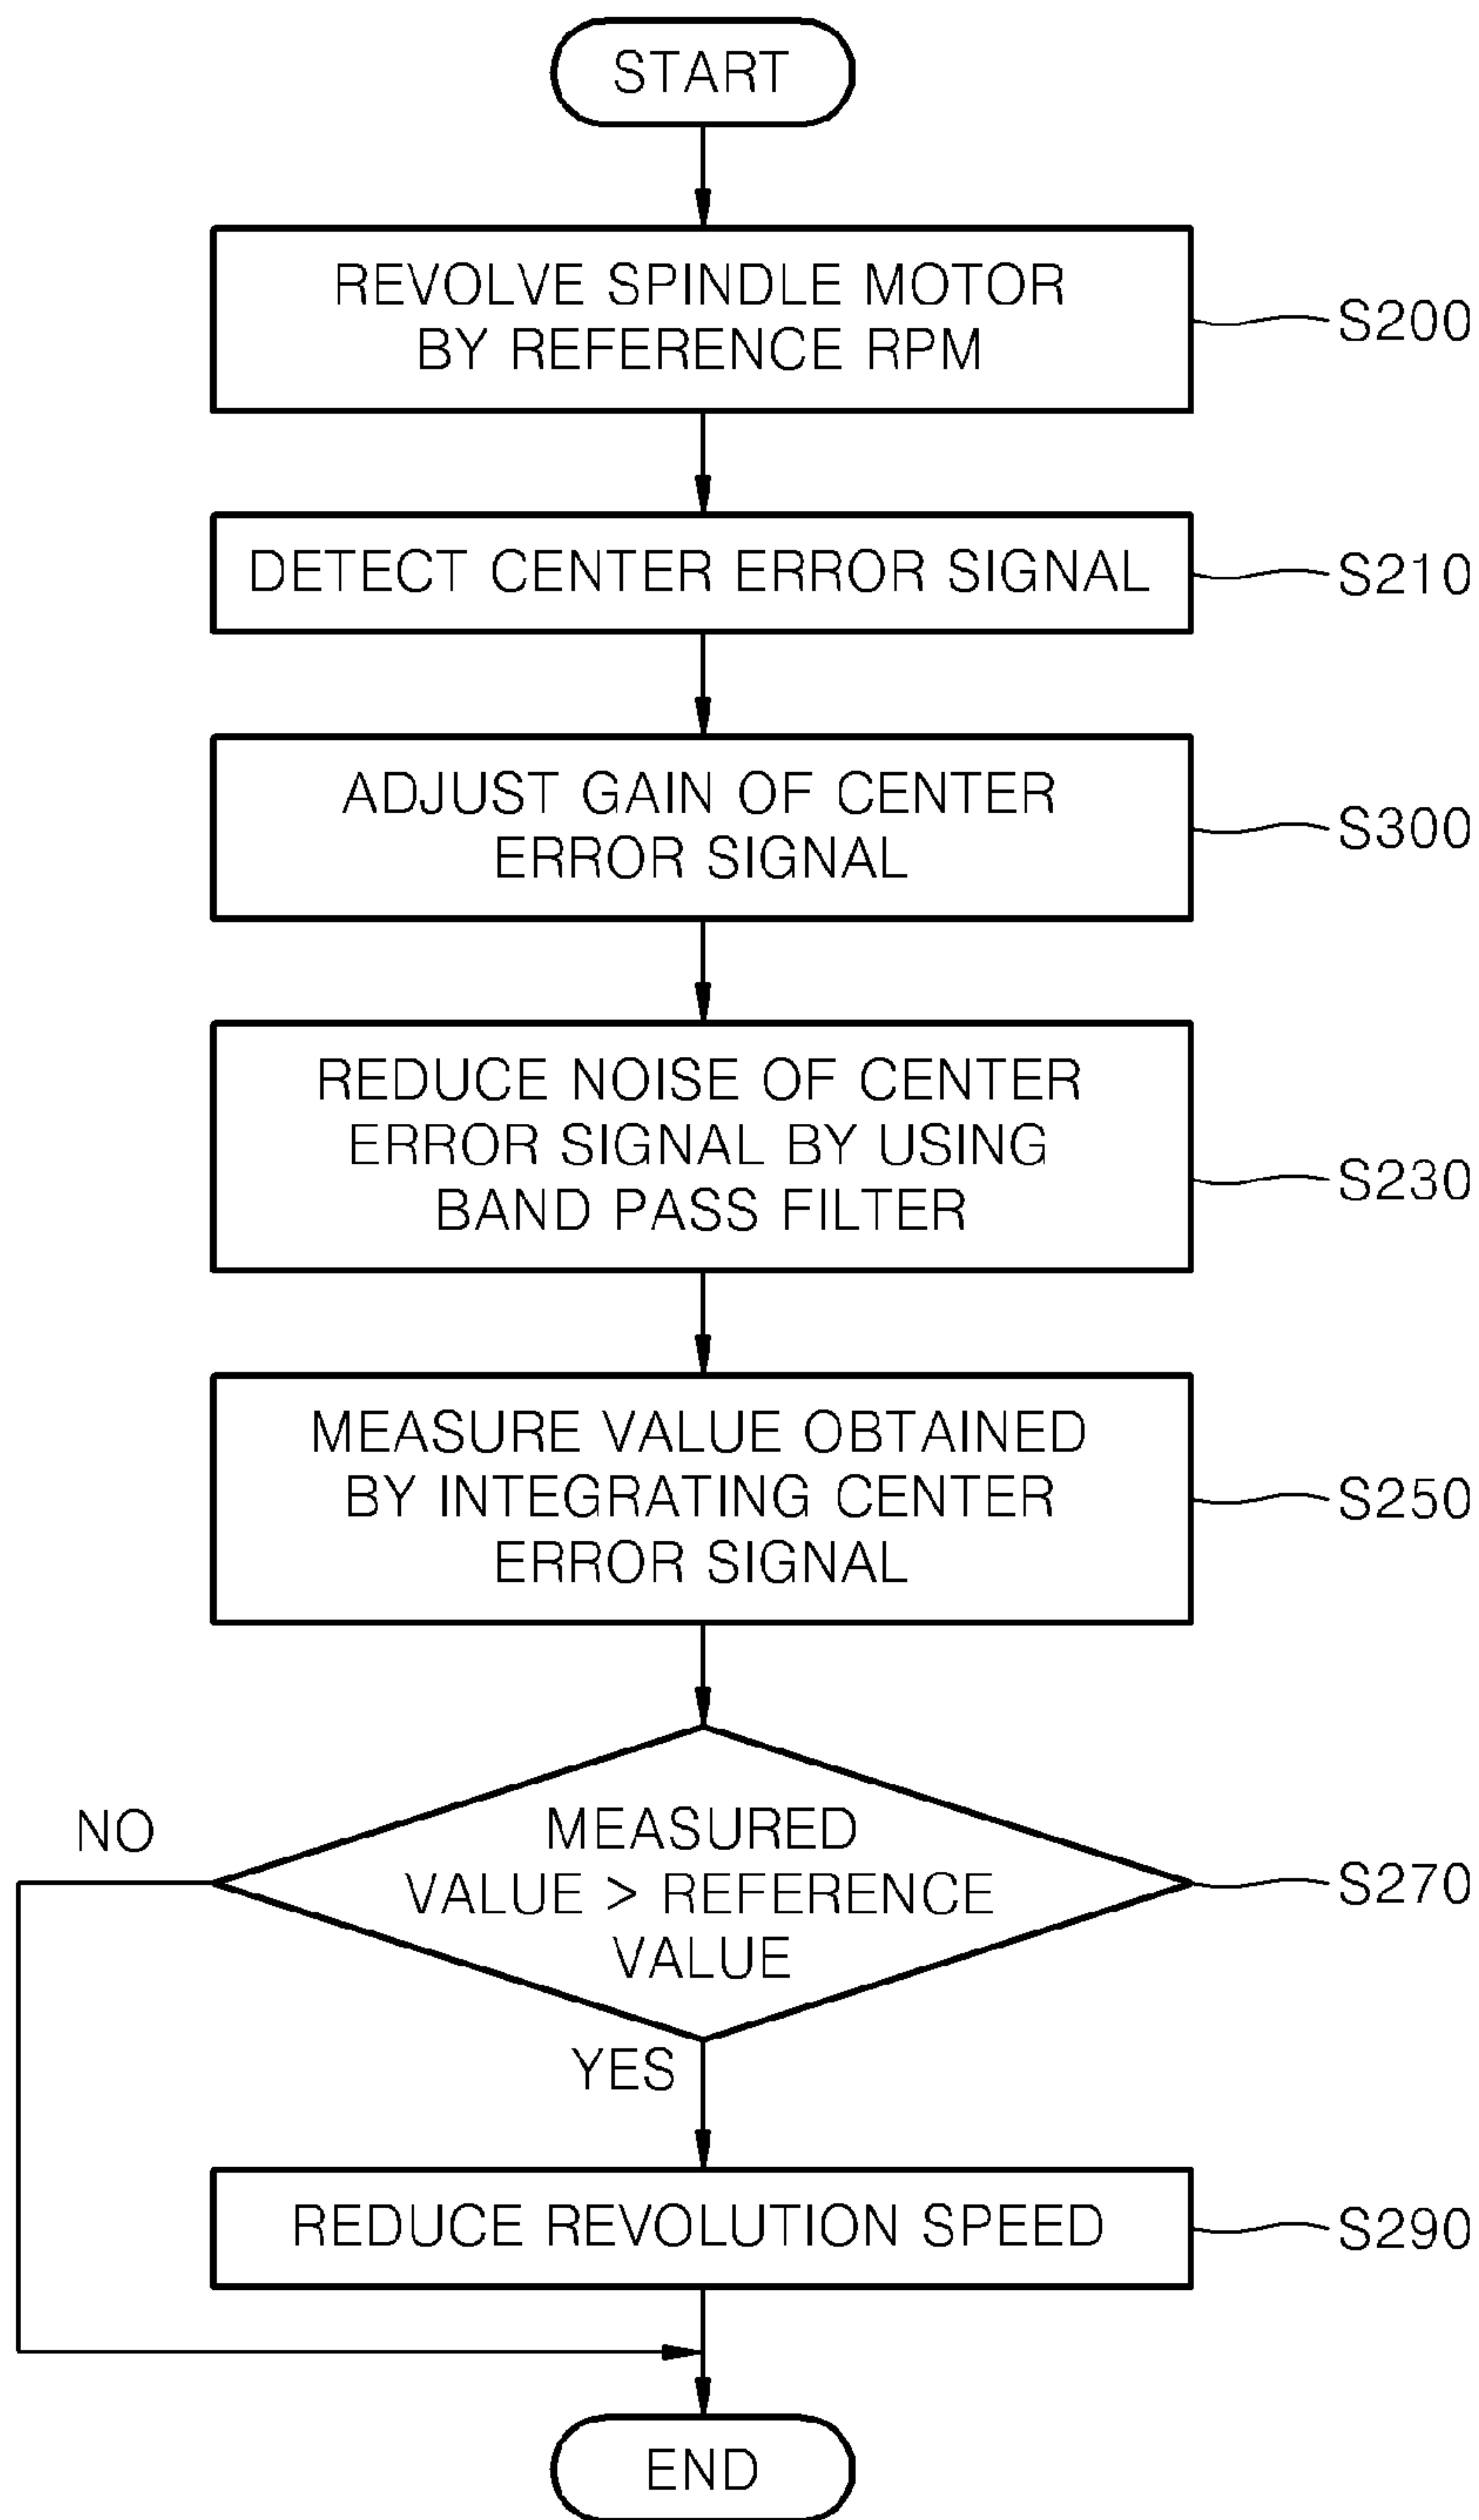 START
REVOLVE SPINDLE MOTOR
BY REFERENCE RPM
S200
DETECT CENTER ERROR SIGNAL
S210
ADJUST GAIN OF CENTER
ERROR SIGNAL
S300
REDUCE NOISE OF CENTER
ERROR SIGNAL BY USING
BAND PASS FILTER
S230
MEASURE VALUE OBTAINED
BY INTEGRATING CENTER
ERROR SIGNAL
S250
NO
MEASURED
VALUE > REFERENCE
VALUE
S270
YES
REDUCE REVOLUTION SPEED
S290
END